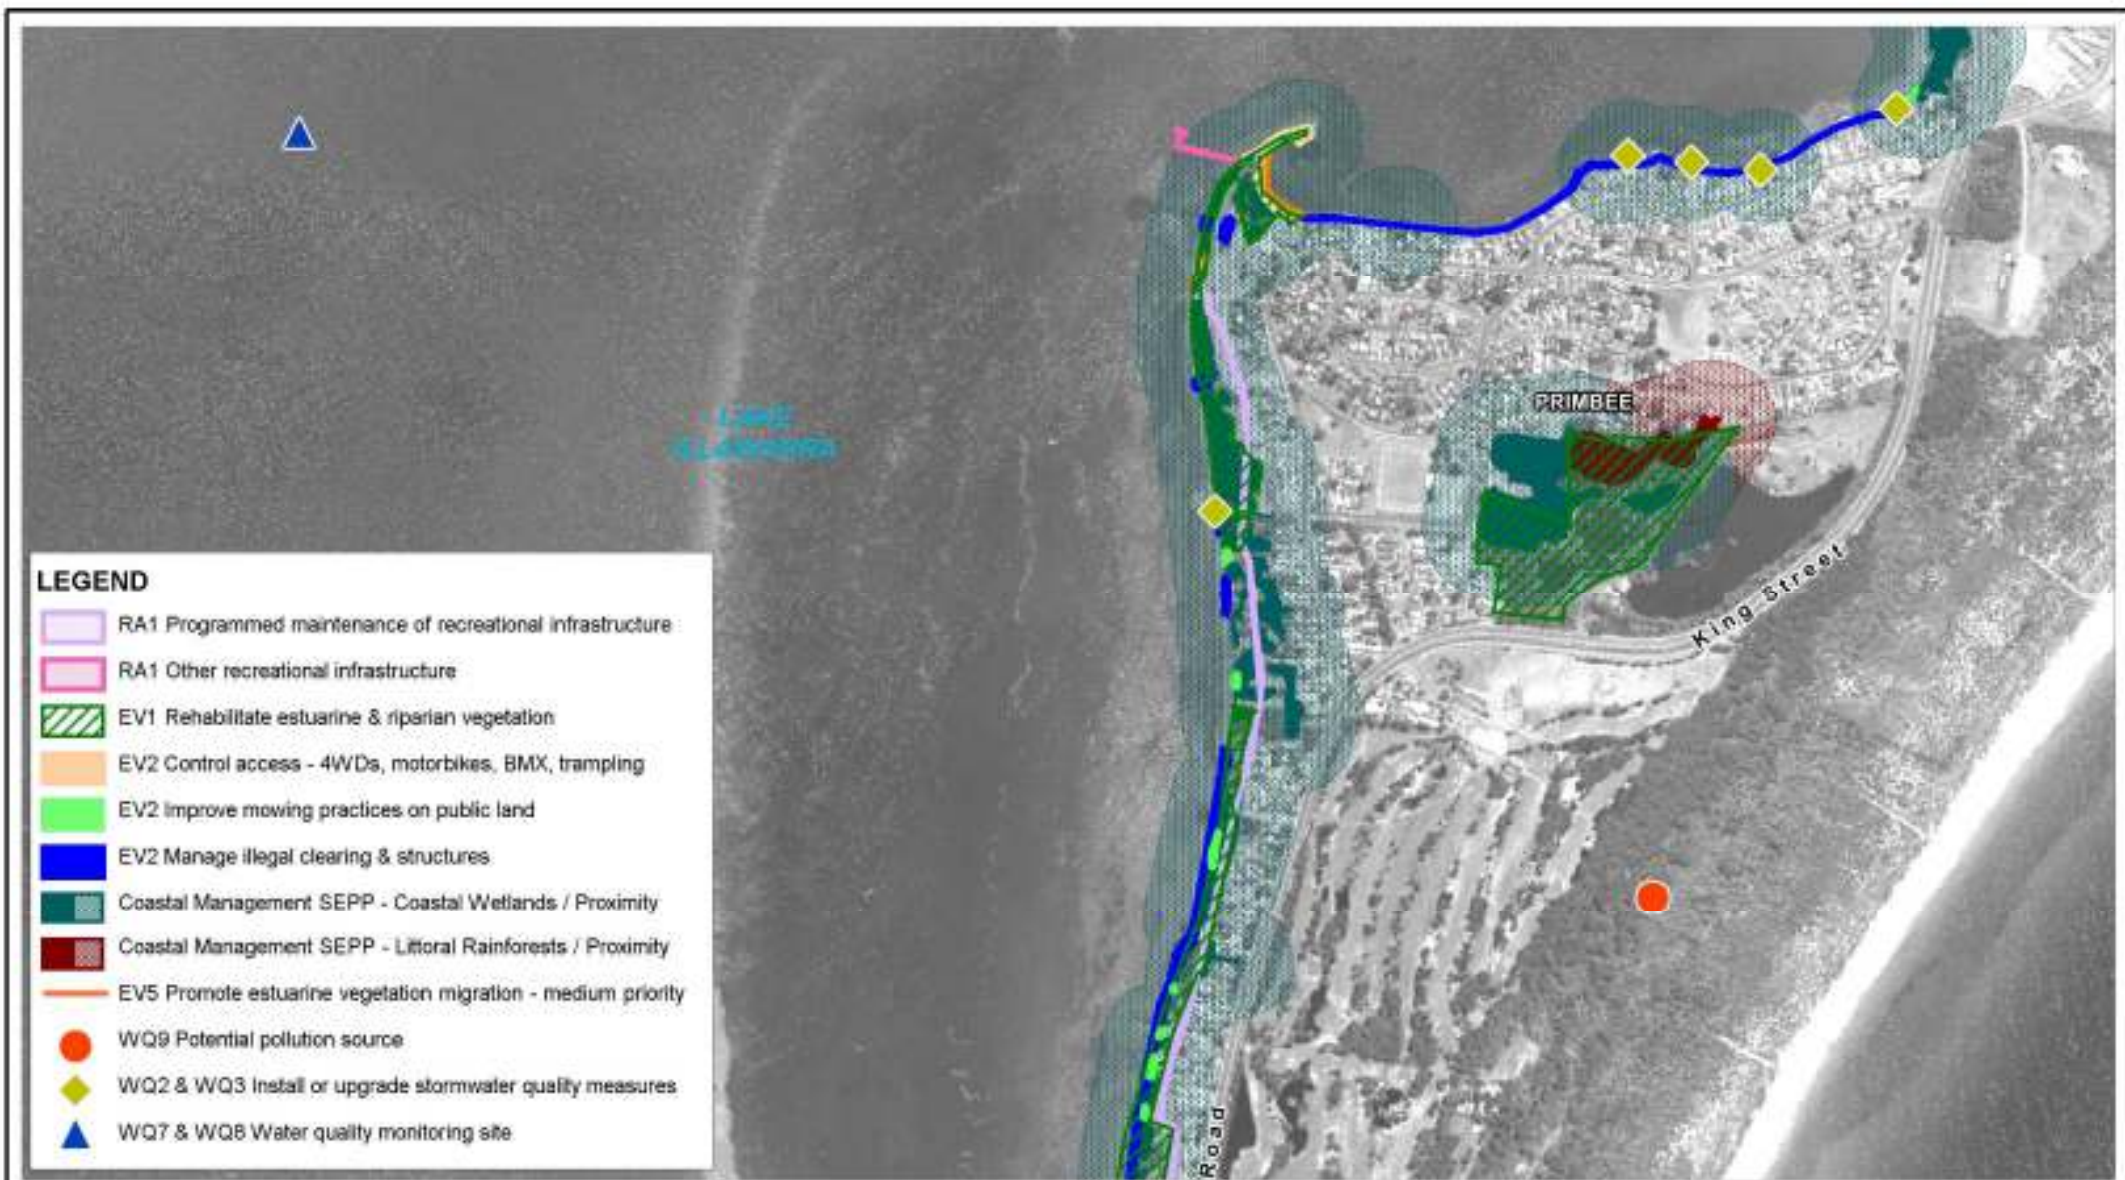 LAKE
ILLAWARRA
PRIMBEE
King Street
Road
LEGEND
RA1 Programmed maintenance of recreational infrastructure
RA1 Other recreational infrastructure
EV1 Rehabilitate estuarine & riparian vegetation
EV2 Control access - 4WDs, motorbikes, BMX, trampling
EV2 Improve mowing practices on public land
EV2 Manage illegal clearing & structures
Coastal Management SEPP - Coastal Wetlands / Proximity
Coastal Management SEPP - Littoral Rainforests / Proximity
EV5 Promote estuarine vegetation migration - medium priority
WQ9 Potential pollution source
WQ2 & WQ3 Install or upgrade stormwater quality measures
WQ7 & WQ8 Water quality monitoring site